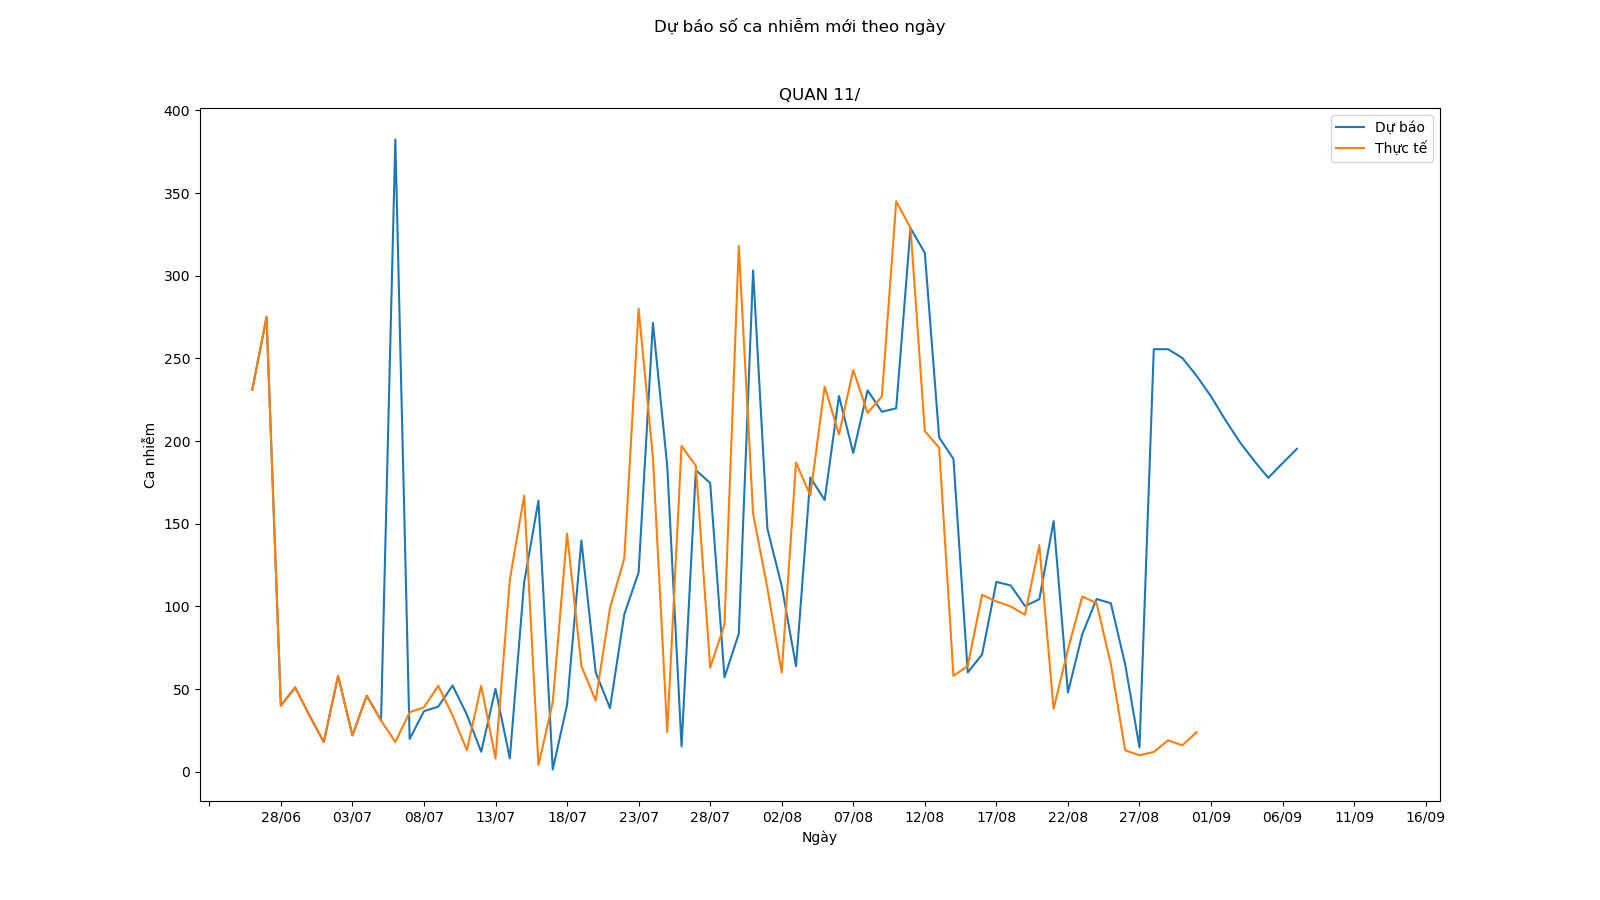 Dự báo số ca nhiễm mới theo ngày
QUAN 11/
400
350
300
250
200
150
100
50
0
Ca nhiễm
Dự báo
Thực tế
28/06 03/07 08/07 13/07 18/07 23/07 28/07 02/08 07/08 12/08 17/08 22/08 27/08 01/09 06/09 11/09 16/09
Ngày